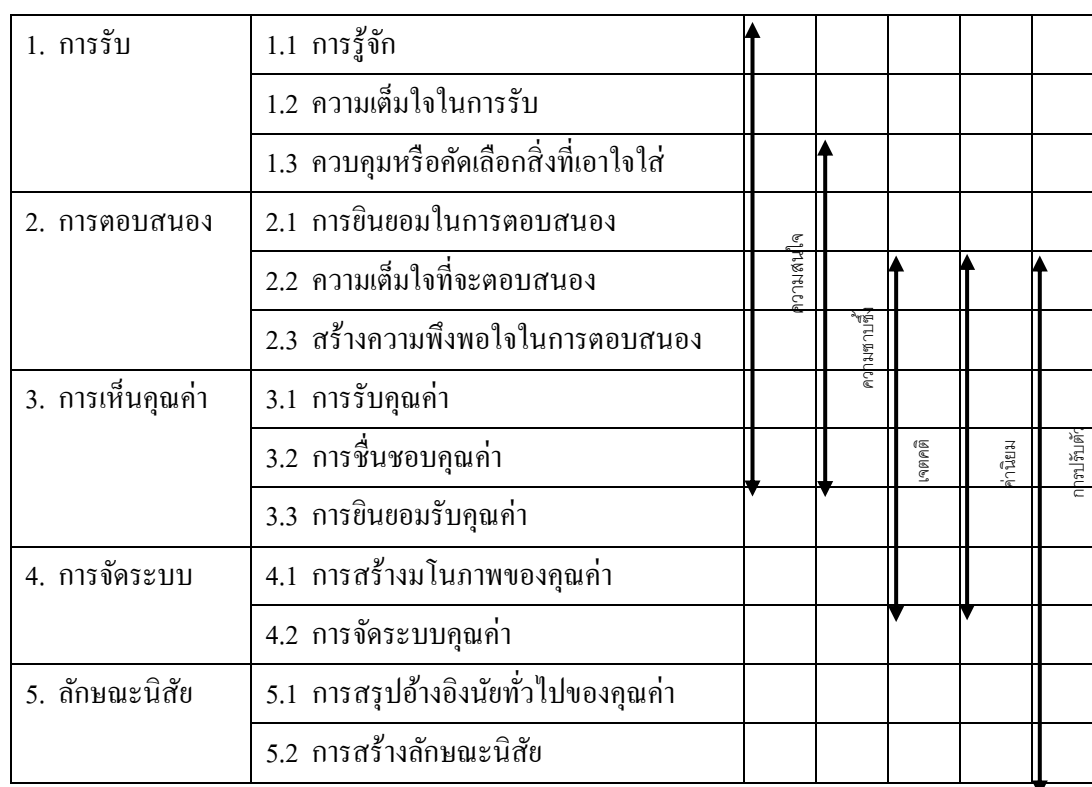 1. การรับ
1.1 การรู้จัก
1.2 ความเต็มใจในการรับ
1.3 ควบคุมหรือคัดเลือกสิ่งที่เอาใจใส่
2. การตอบสนอง
2.1 การยินยอมในการตอบสนอง
2.2 ความเต็มใจที่จะตอบสนอง
2.3 สร้างความพึงพอใจในการตอบสนอง
3. การเห็นคุณค่า
3.1 การรับคุณค่า
3.2 การชื่นชอบคุณค่า
3.3 การยินยอมรับคุณค่า
4. การจัดระบบ
4.1 การสร้างมโนภาพของคุณค่า
4.2 การจัดระบบคุณค่า
5. ลักษณะนิสัย
5.1 การสรุปอ้างอิงนัยทั่วไปของคุณค่า
5.2 การสร้างลักษณะนิสัย
ความสนใจ
ความซาบซึ้ง
เจตคติ
ค่านิยม
การปรับตัว